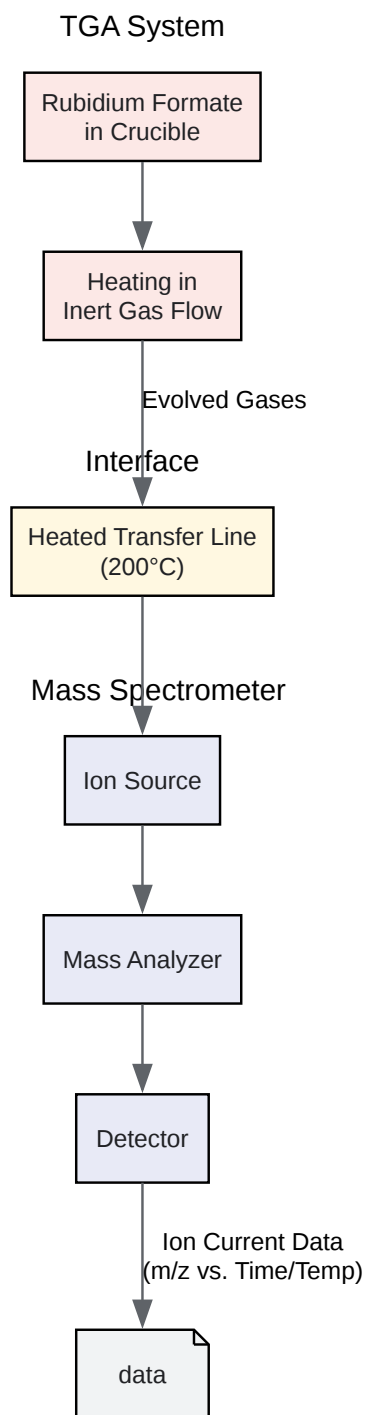 TGA System
Rubidium Formate
in Crucible
Heating in
Inert Gas Flow
Evolved Gases
Interface
Heated Transfer Line
(200°C)
Mass Spectrometer
Ion Source
Mass Analyzer
Detector
Ion Current Data
(m/z vs. Time/Temp)
data